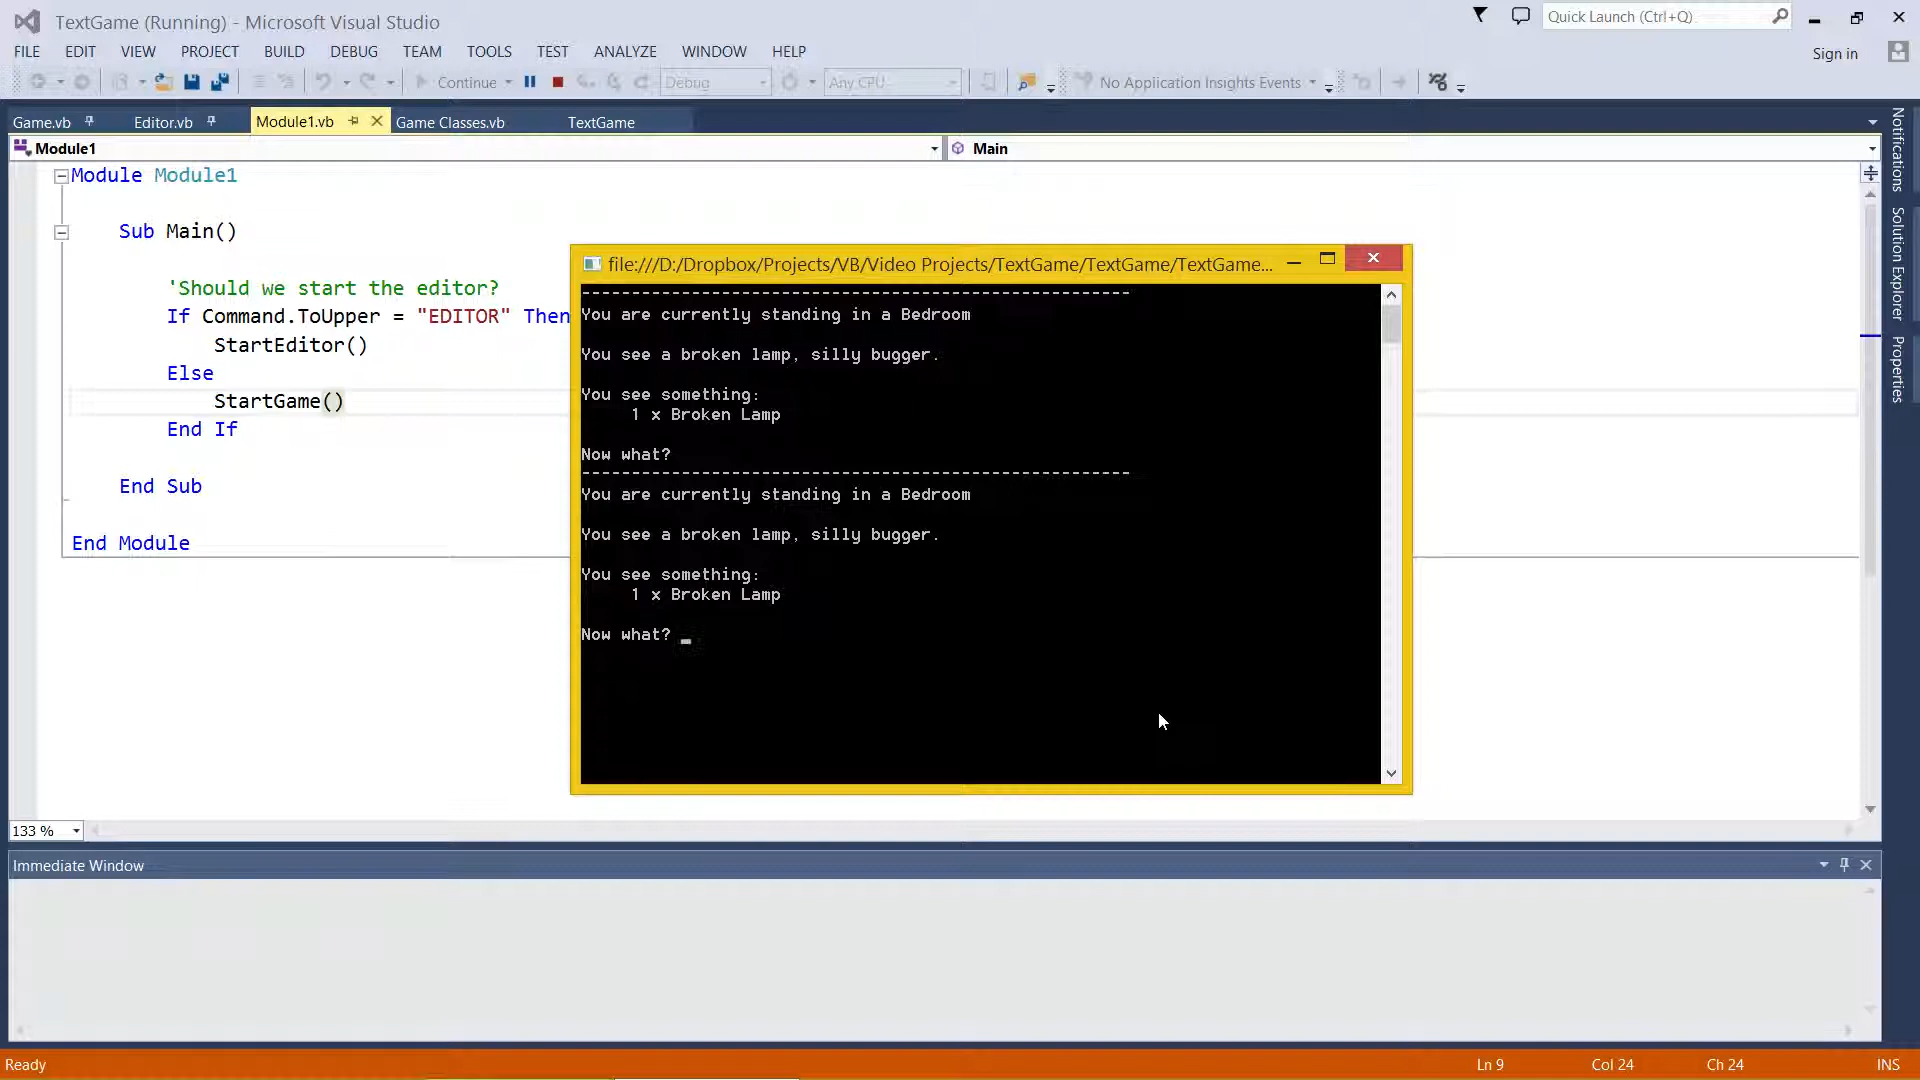 TextGame (Running) - Microsoft Visual Studio
Quick Launch (Ctrl+Q)
FILE EDIT VIEW PROJECT BUILD DEBUG TEAM TOOLS TEST ANALYZE WINDOW HELP
Sign in
Continue Debug Any CPU No Application Insights Events
Game.vb Editor.vb Module1.vb Game Classes.vb TextGame
Module1 Main
Module Module1
Sub Main()
'Should we start the editor?
If Command.ToUpper = "EDITOR" Then
StartEditor()
Else
StartGame()
End If
End Sub
End Module
file:///D:/Dropbox/Projects/VB/Video Projects/TextGame/TextGame/TextGame...
-------------------------------------------------------
You are currently standing in a Bedroom
You see a broken lamp, silly bugger.
You see something:
1 x Broken Lamp
Now what?
-------------------------------------------------------
You are currently standing in a Bedroom
You see a broken lamp, silly bugger.
You see something:
1 x Broken Lamp
Now what? _
Notifications
Solution Explorer
Properties
133 %
Immediate Window
Ready Ln 9 Col 24 Ch 24 INS